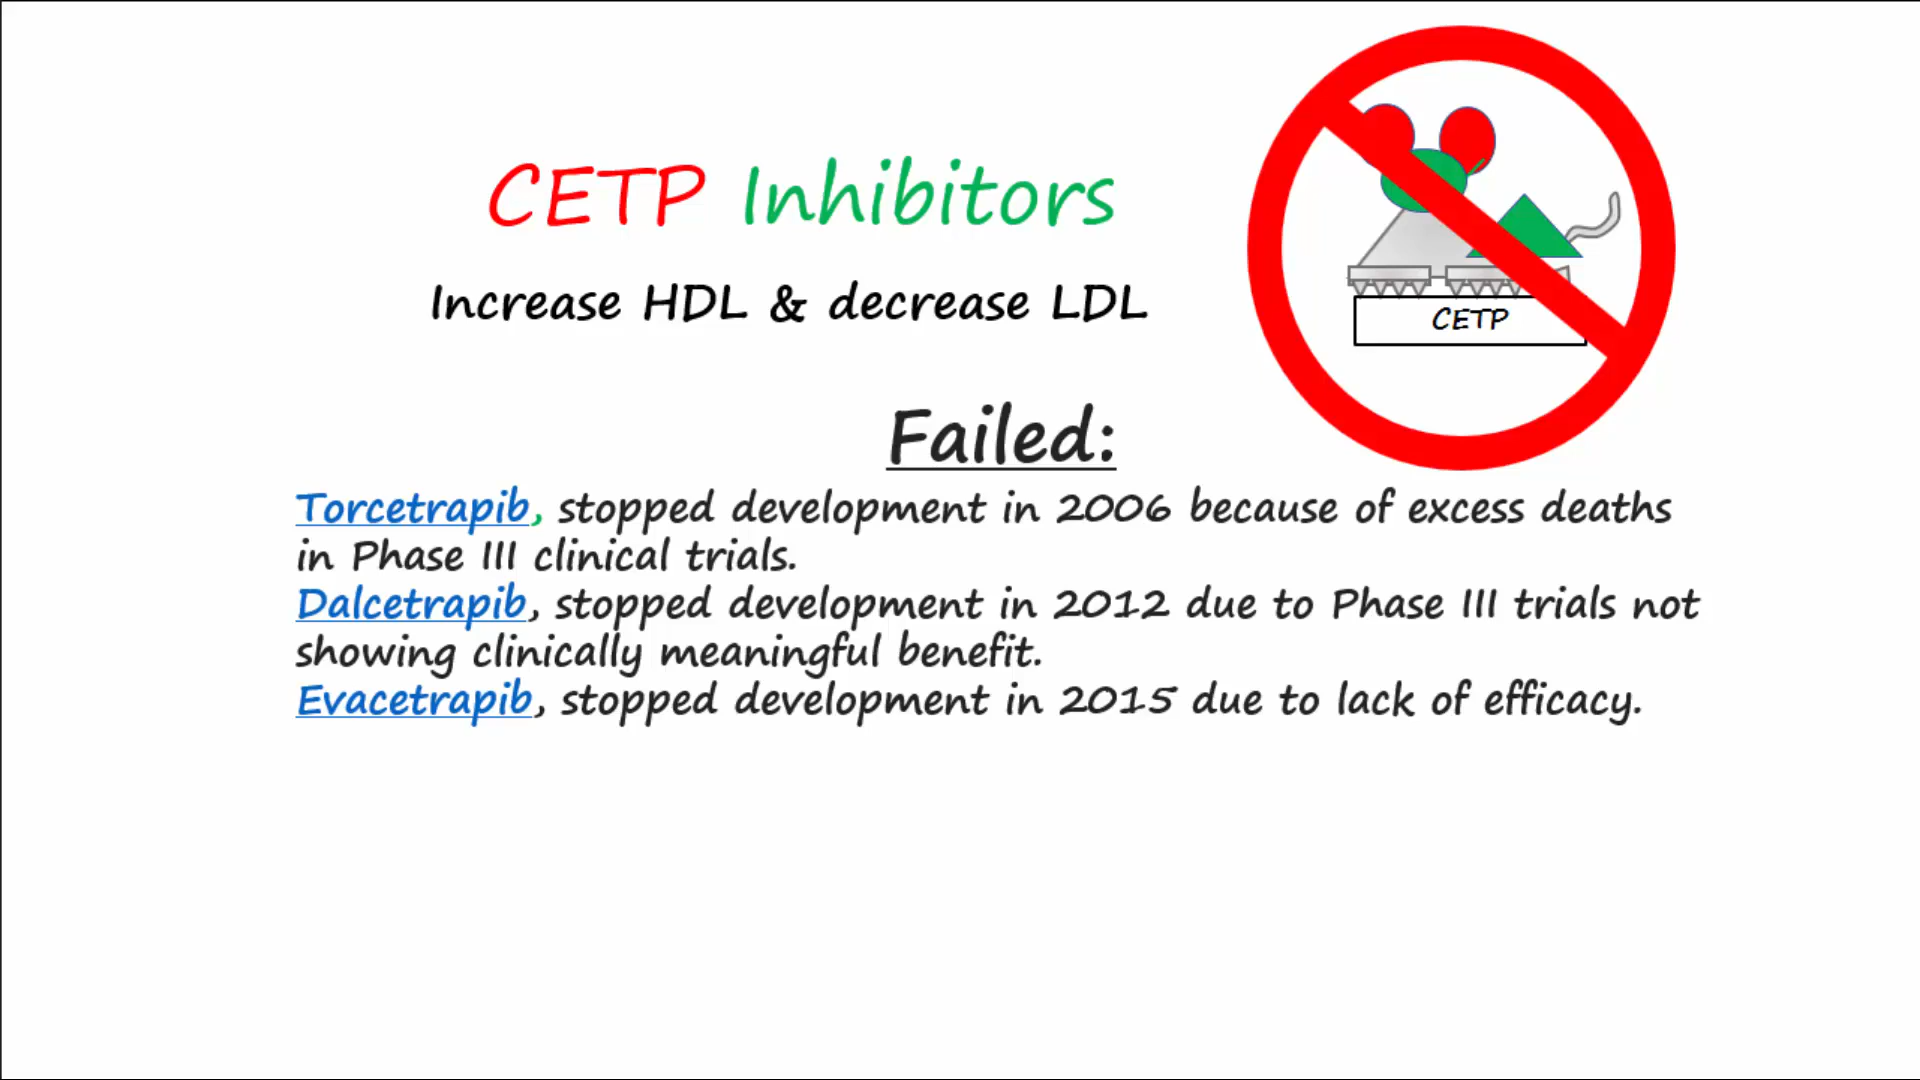 CETP Inhibitors
Increase HDL & decrease LDL
CETP
Failed:
Torcetrapib, stopped development in 2006 because of excess deaths
in Phase III clinical trials.
Dalcetrapib, stopped development in 2012 due to Phase III trials not
showing clinically meaningful benefit.
Evacetrapib, stopped development in 2015 due to lack of efficacy.